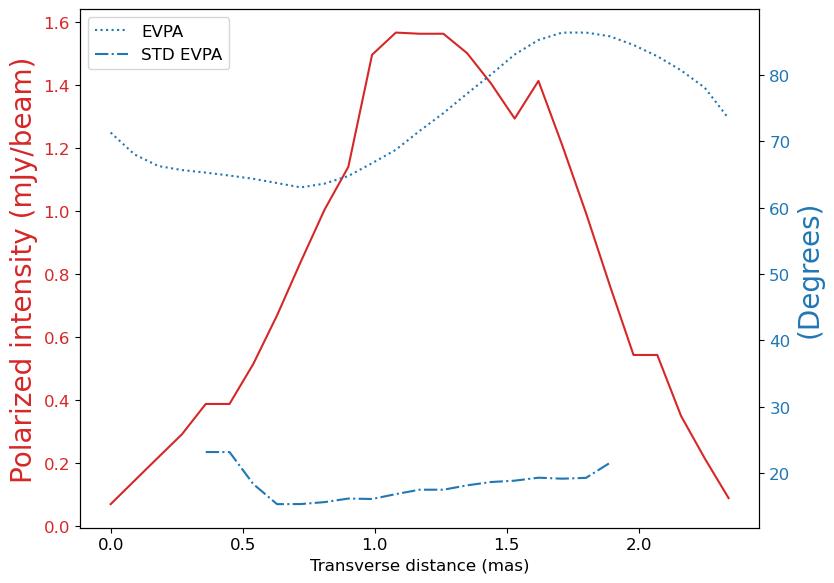 EVPA
STD EVPA
Polarized intensity (mJy/beam)
1.6
1.4
1.2
1.0
0.8
0.6
0.4
0.2
0.0
80
70
60
50
40
30
20
(Degrees)
0.0 0.5 1.0 1.5 2.0
Transverse distance (mas)